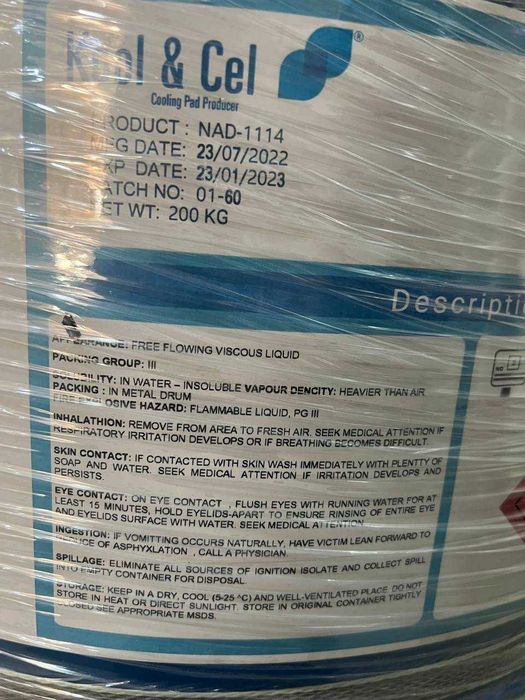 & Cel
®
Cooling Pad Producer
PRODUCT : NAD-1114
MFG DATE: 23/07/2022
EXP DATE: 23/01/2023
BATCH NO: 01-60
NET WT: 200 KG
Descripti
APPEARANCE: FREE FLOWING VISCOUS LIQUID
PACKING GROUP: III
SOLUBILITY: IN WATER – INSOLUBLE VAPOUR DENCITY: HEAVIER THAN AIR
PACKING : IN METAL DRUM
FIRE EXPLOSIVE HAZARD: FLAMMABLE LIQUID, PG III
INHALATHION: REMOVE FROM AREA TO FRESH AIR. SEEK MEDICAL ATTENTION IF
RESPIRATORY IRRITATION DEVELOPS OR IF BREATHING BECOMES DIFFICULT.
SKIN CONTACT: IF CONTACTED WITH SKIN WASH IMMEDIATELY WITH PLENTY OF
SOAP AND WATER. SEEK MEDICAL ATTENTION IF IRRITATION DEVELOPS AND
PERSISTS.
EYE CONTACT: ON EYE CONTACT , FLUSH EYES WITH RUNNING WATER FOR AT
LEAST 15 MINUTES, HOLD EYELIDS-APART TO ENSURE RINSING OF ENTIRE EYE
AND EYELIDS SURFACE WITH WATER. SEEK MEDICAL ATTENTION
INGESTION: IF VOMITTING OCCURS NATURALLY, HAVE VICTIM LEAN FORWARD TO
OF ASPHYXLATION , CALL A PHYSICIAN.
SPILLAGE: ELIMINATE ALL SOURCES OF IGNITION ISOLATE AND COLLECT SPILL
INTO EMPTY CONTAINER FOR DISPOSAL
STORAGE: KEEP IN A DRY, COOL (5-25 ^C) AND WELL-VENTILATED PLACE. DO NOT
STORE IN HEAT OR DIRECT SUNLIGHT. STORE IN ORIGINAL CONTAINER TIGHTLY
CLOSED SEE APPROPRIATE MSDS.
NO